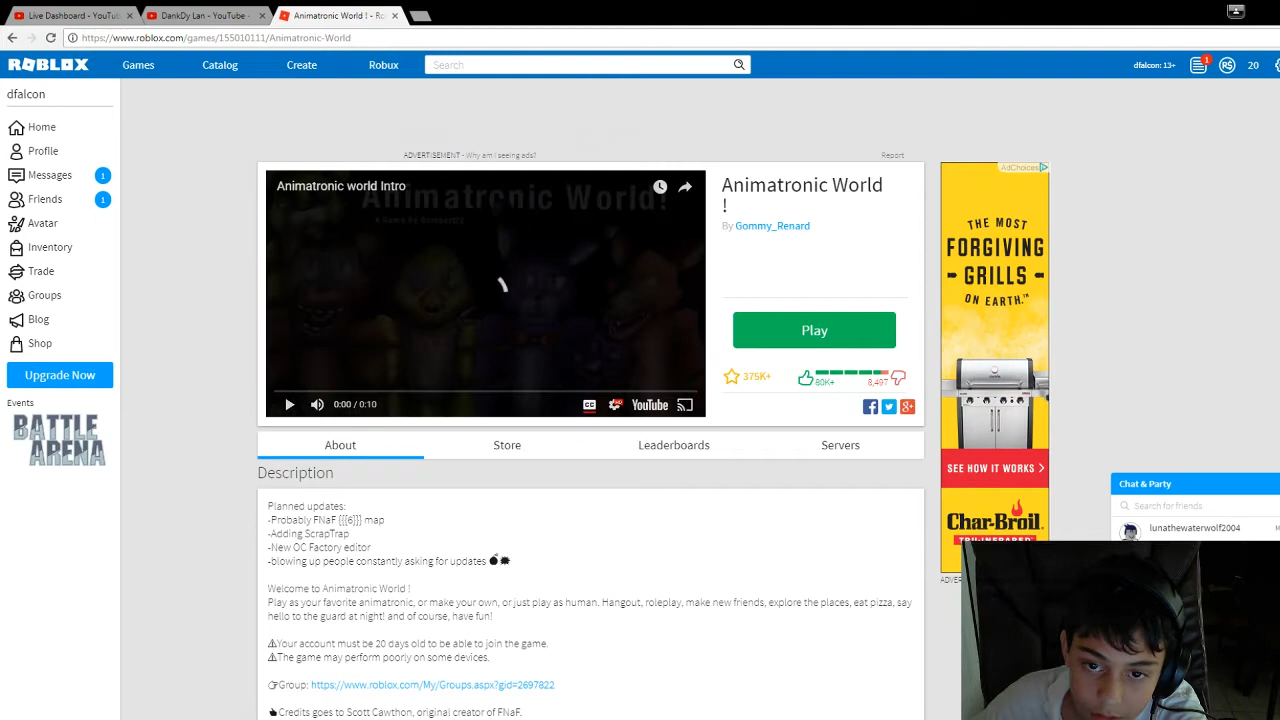 Live Dashboard - YouTub
DankDy Lan - YouTube -
Animatronic World ! - Ro
https://www.roblox.com/games/155010111/Animatronic-World
ROBLOX
Games
Catalog
Create
Robux
Search
dfalcon: 13+
1
R$
20
dfalcon
Home
Profile
Messages
1
Friends
1
Avatar
Inventory
Trade
Groups
Blog
Shop
Upgrade Now
Events
BATTLE
ARENA
ADVERTISEMENT - Why am I seeing ads?
Report
Animatronic world Intro
Animatronic World!
0:00 / 0:10
CC
HD
YouTube
Animatronic World
!
By Gommy_Renard
Play
375K+
80K+
8,497
About
Store
Leaderboards
Servers
Description
Planned updates:
-Probably FNaF {{{6}}} map
-Adding ScrapTrap
-New OC Factory editor
-blowing up people constantly asking for updates
Welcome to Animatronic World !
Play as your favorite animatronic, or make your own, or just play as human. Hangout, roleplay, make new friends, explore the places, eat pizza, say
hello to the guard at night! and of course, have fun!
⚠Your account must be 20 days old to be able to join the game.
⚠The game may perform poorly on some devices.
Group: https://www.roblox.com/My/Groups.aspx?gid=2697822
Credits goes to Scott Cawthon, original creator of FNaF.
AdChoices
THE MOST
FORGIVING
GRILLS
ON EARTH.™
SEE HOW IT WORKS >
Char-Broil
Chat & Party
Search for friends
lunathewaterwolf2004